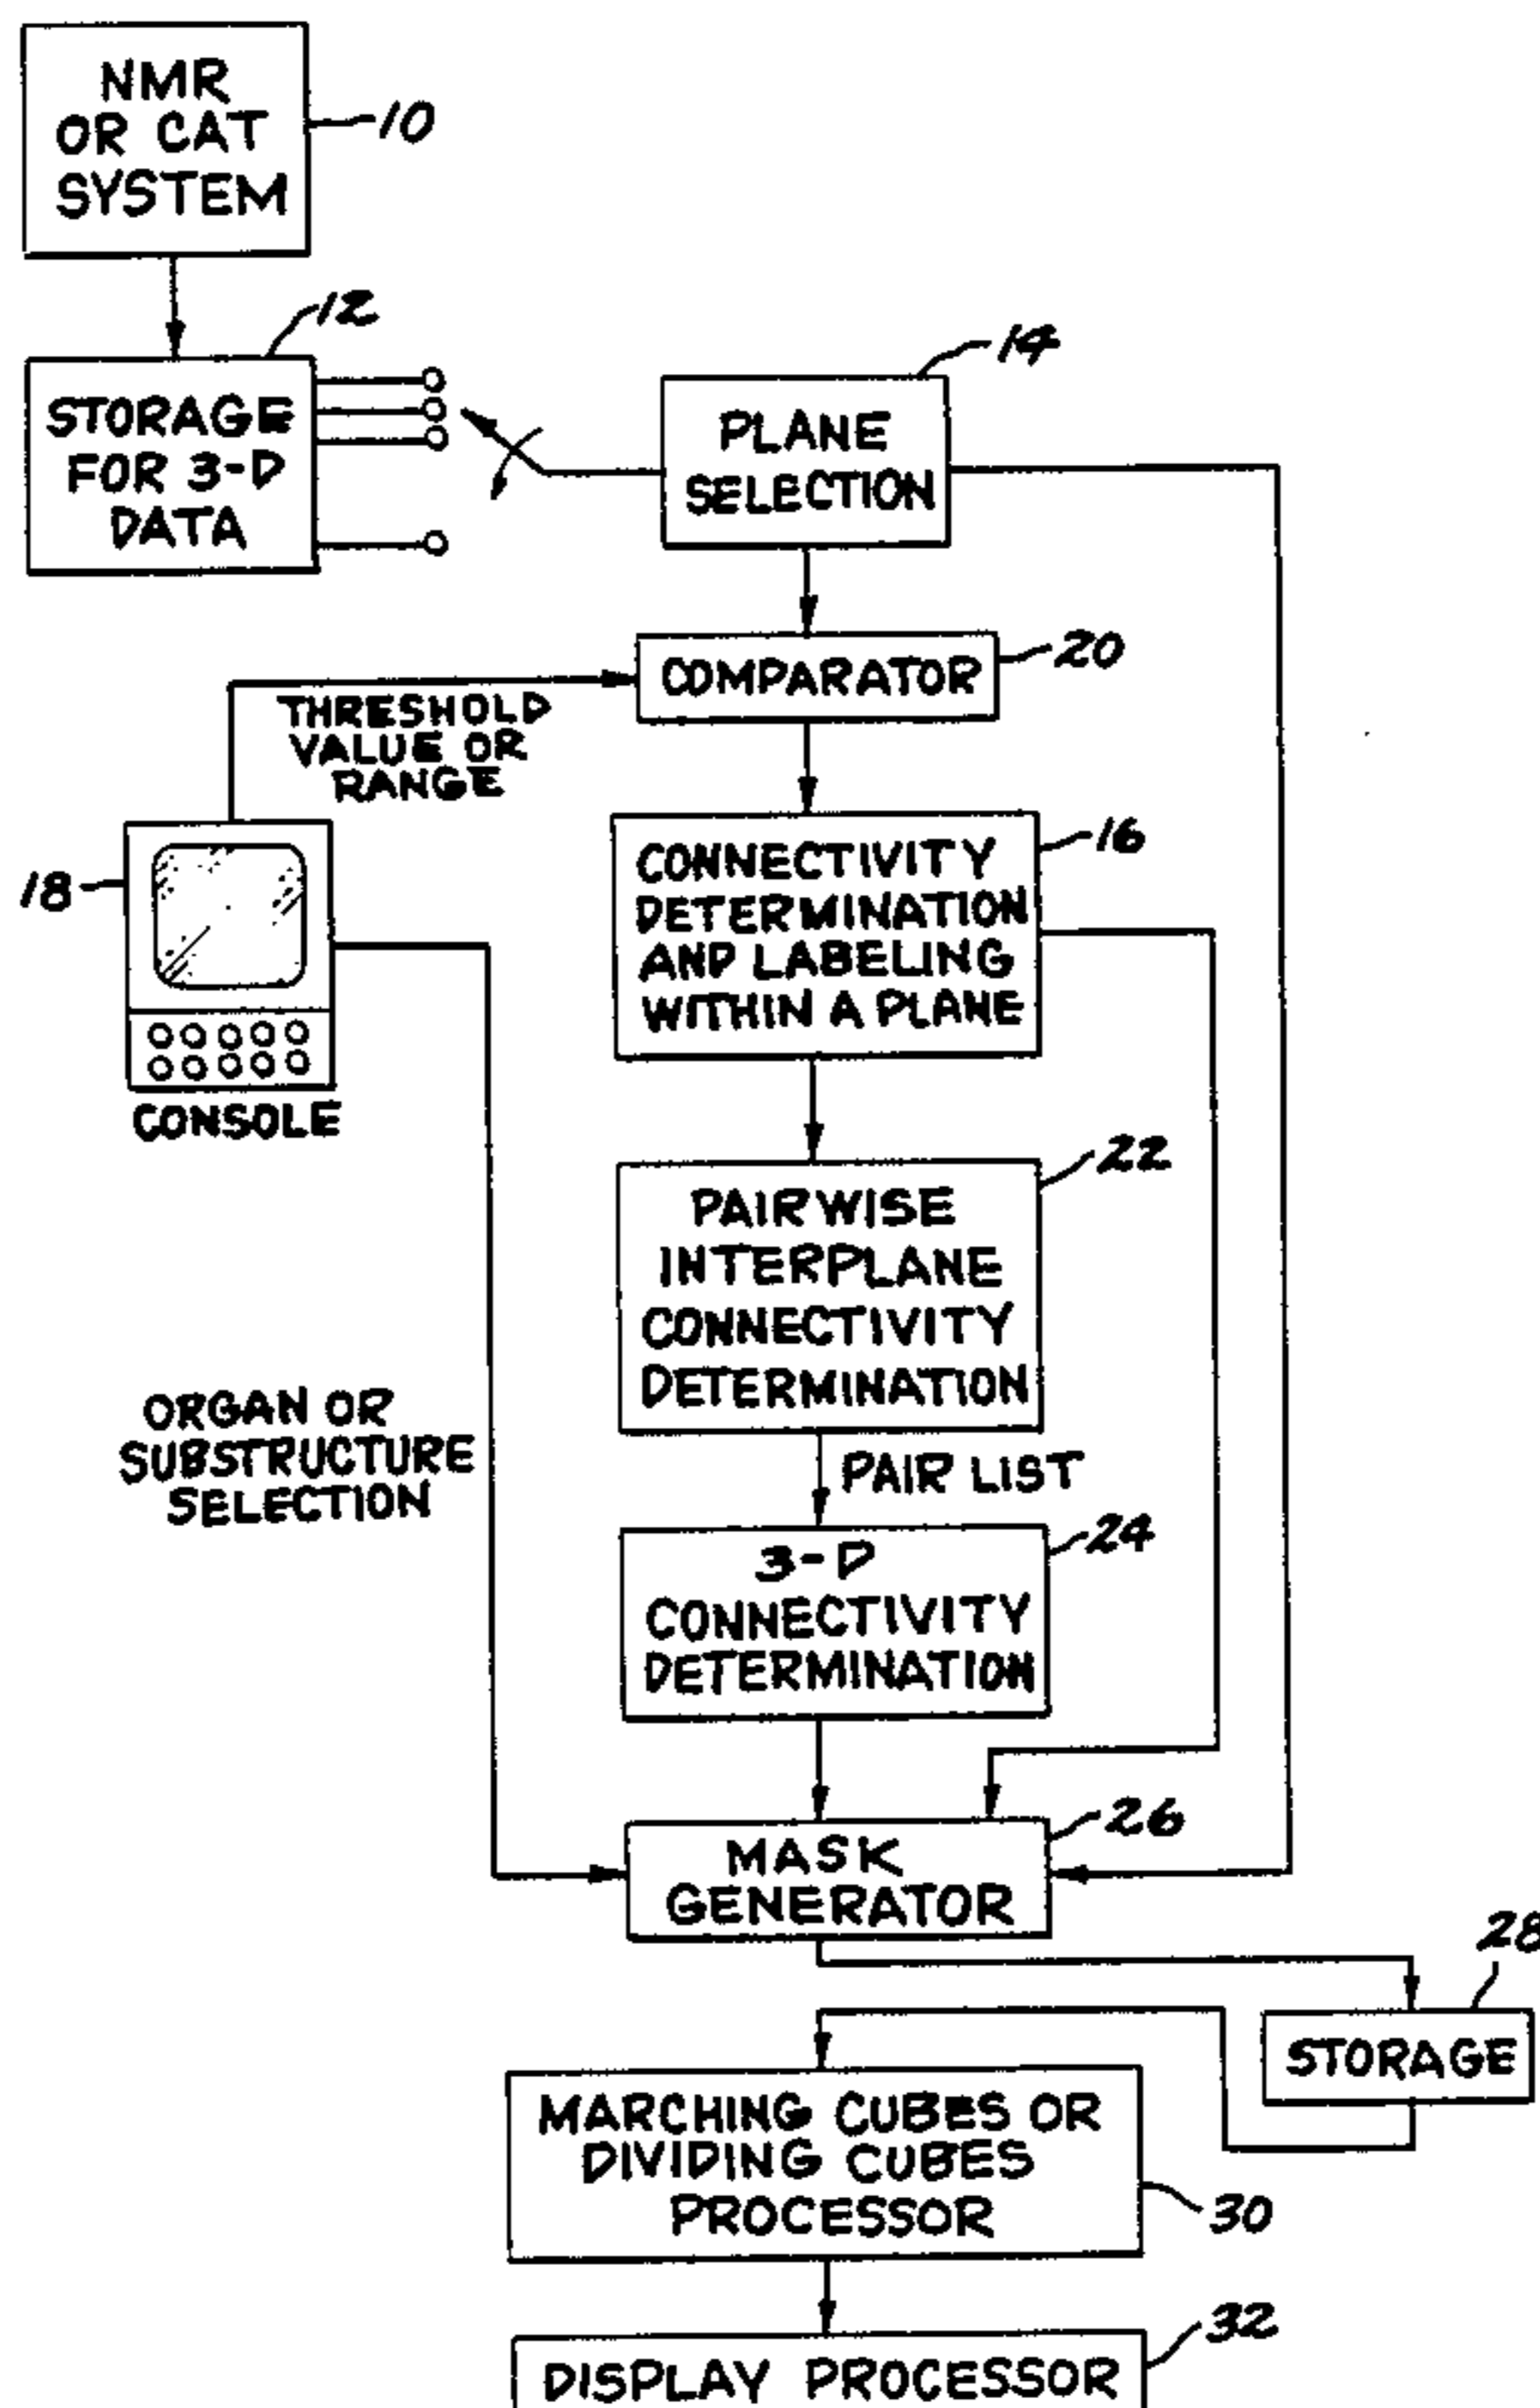 NMR
OR CAT
SYSTEM
10
12
STORAGE
FOR 3-D
DATA
14
PLANE
SELECTION
COMPARATOR
20
THRESHOLD
VALUE OR
RANGE
18
CONSOLE
CONNECTIVITY
DETERMINATION
AND LABELING
WITHIN A PLANE
16
PAIRWISE
INTERPLANE
CONNECTIVITY
DETERMINATION
22
ORGAN OR
SUBSTRUCTURE
SELECTION
PAIR LIST
3-D
CONNECTIVITY
DETERMINATION
24
MASK
GENERATOR
26
28
STORAGE
MARCHING CUBES OR
DIVIDING CUBES
PROCESSOR
30
32
DISPLAY PROCESSOR